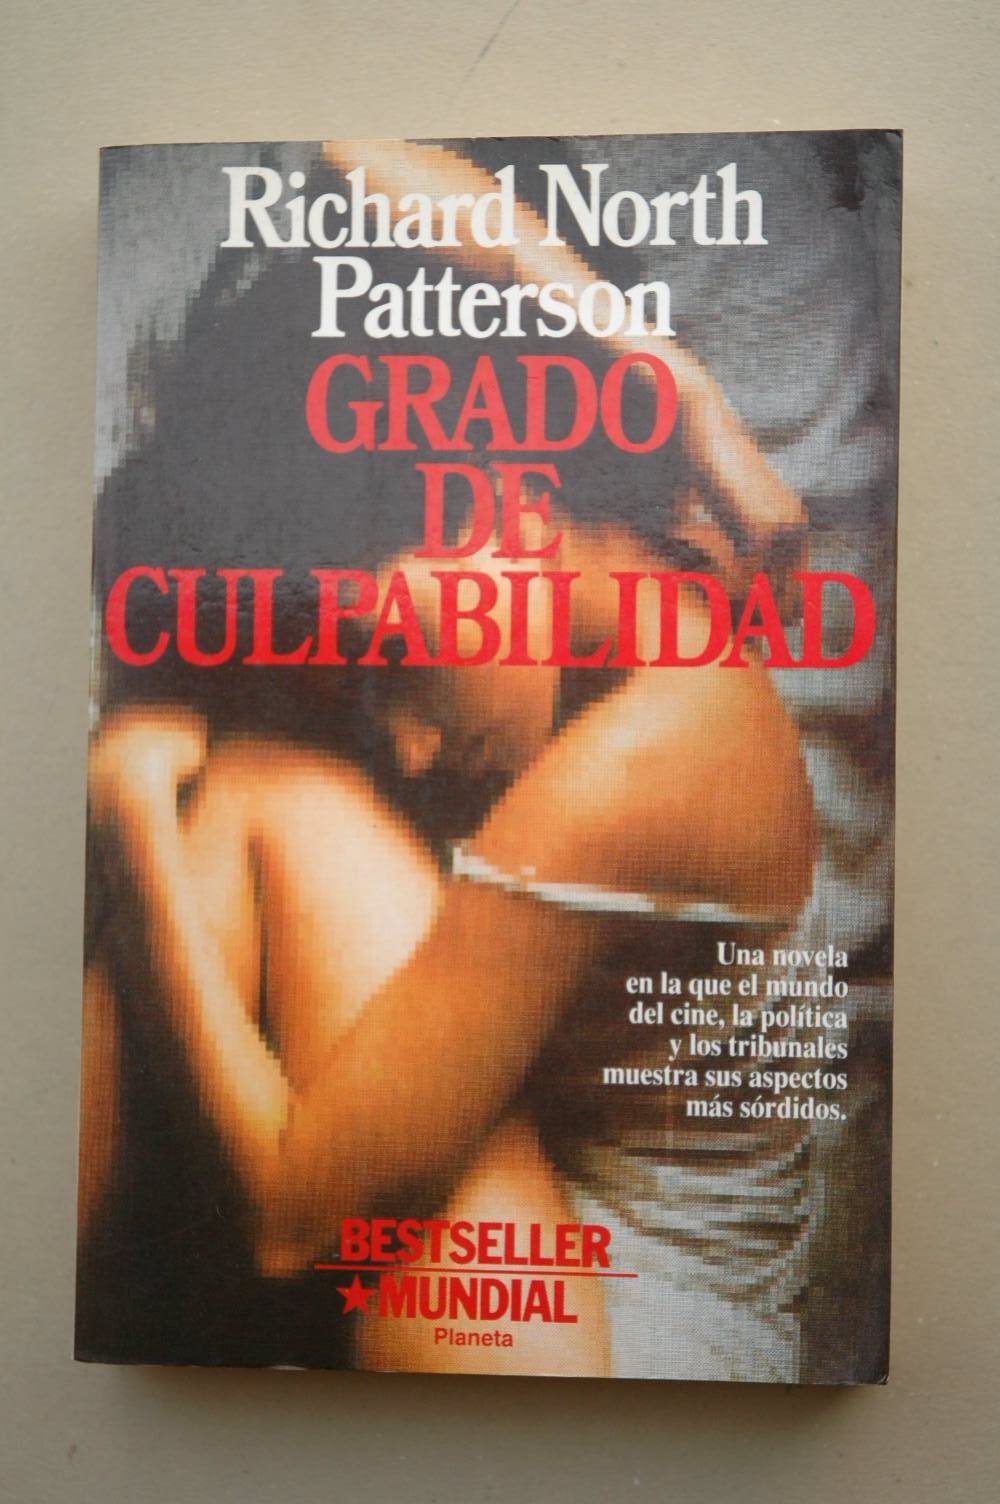 Richard North
Patterson
GRADO
DE
CULPABILIDAD
Una novela
en la que el mundo
del cine, la política
y los tribunales
muestra sus aspectos
más sórdidos.
BESTSELLER
MUNDIAL
Planeta